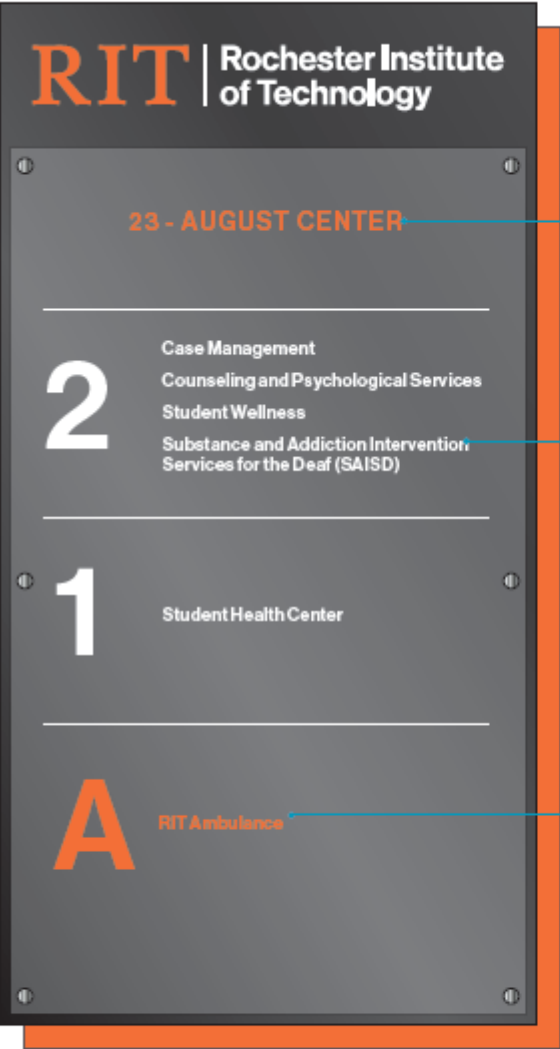 RIT | Rochester Institute
of Technology
23 - AUGUST CENTER
2
Case Management
Counseling and Psychological Services
Student Wellness
Substance and Addiction Intervention
Services for the Deaf (SAISD)
1
Student Health Center
A
RIT Ambulance